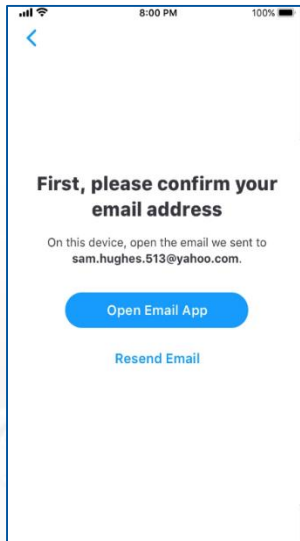 8:00 PM 100%
First, please confirm your
email address
On this device, open the email we sent to
sam.hughes.513@yahoo.com.
Open Email App
Resend Email